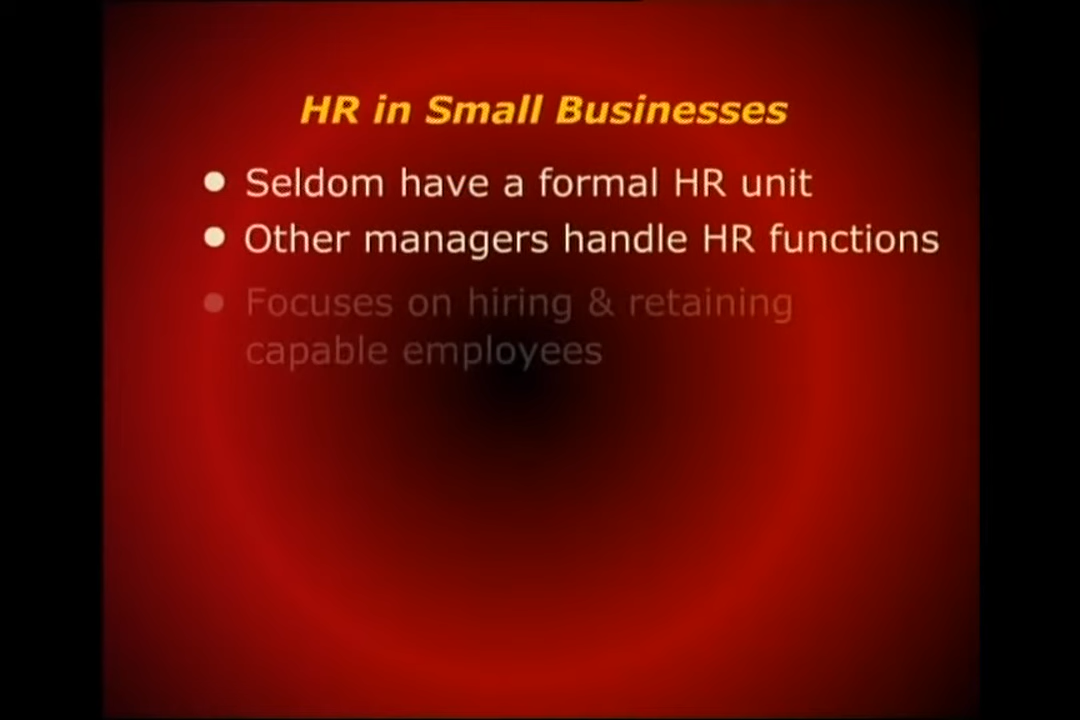 HR in Small Businesses
● Seldom have a formal HR unit
● Other managers handle HR functions
● Focuses on hiring & retaining
capable employees